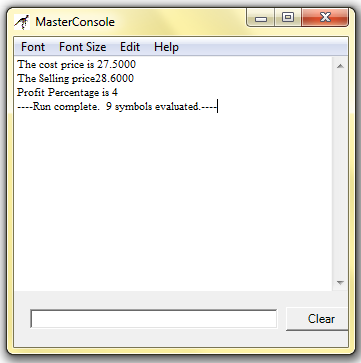 MasterConsole
Font Font Size Edit Help
The cost price is 27.5000
The Selling price28.6000
Profit Percentage is 4
----Run complete.  9 symbols evaluated.----
Clear